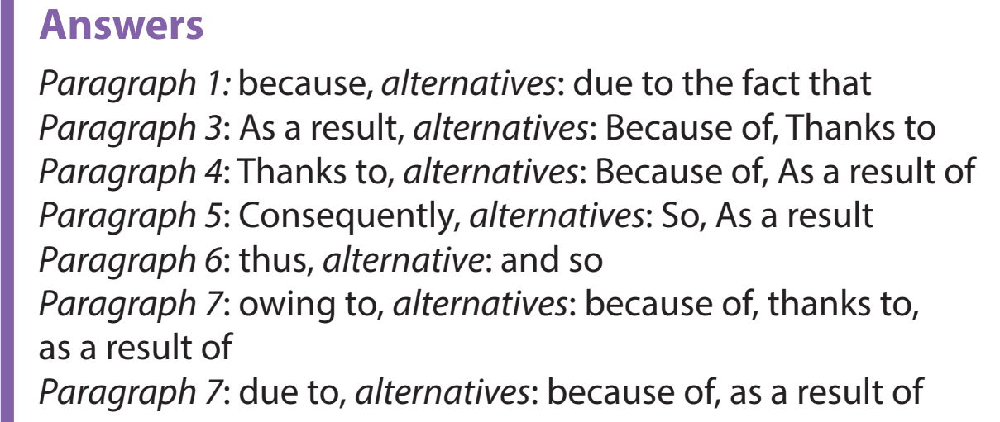 Answers
Paragraph 1: because, alternatives: due to the fact that
Paragraph 3: As a result, alternatives: Because of, Thanks to
Paragraph 4: Thanks to, alternatives: Because of, As a result of
Paragraph 5: Consequently, alternatives: So, As a result
Paragraph 6: thus, alternative: and so
Paragraph 7: owing to, alternatives: because of, thanks to,
as a result of
Paragraph 7: due to, alternatives: because of, as a result of